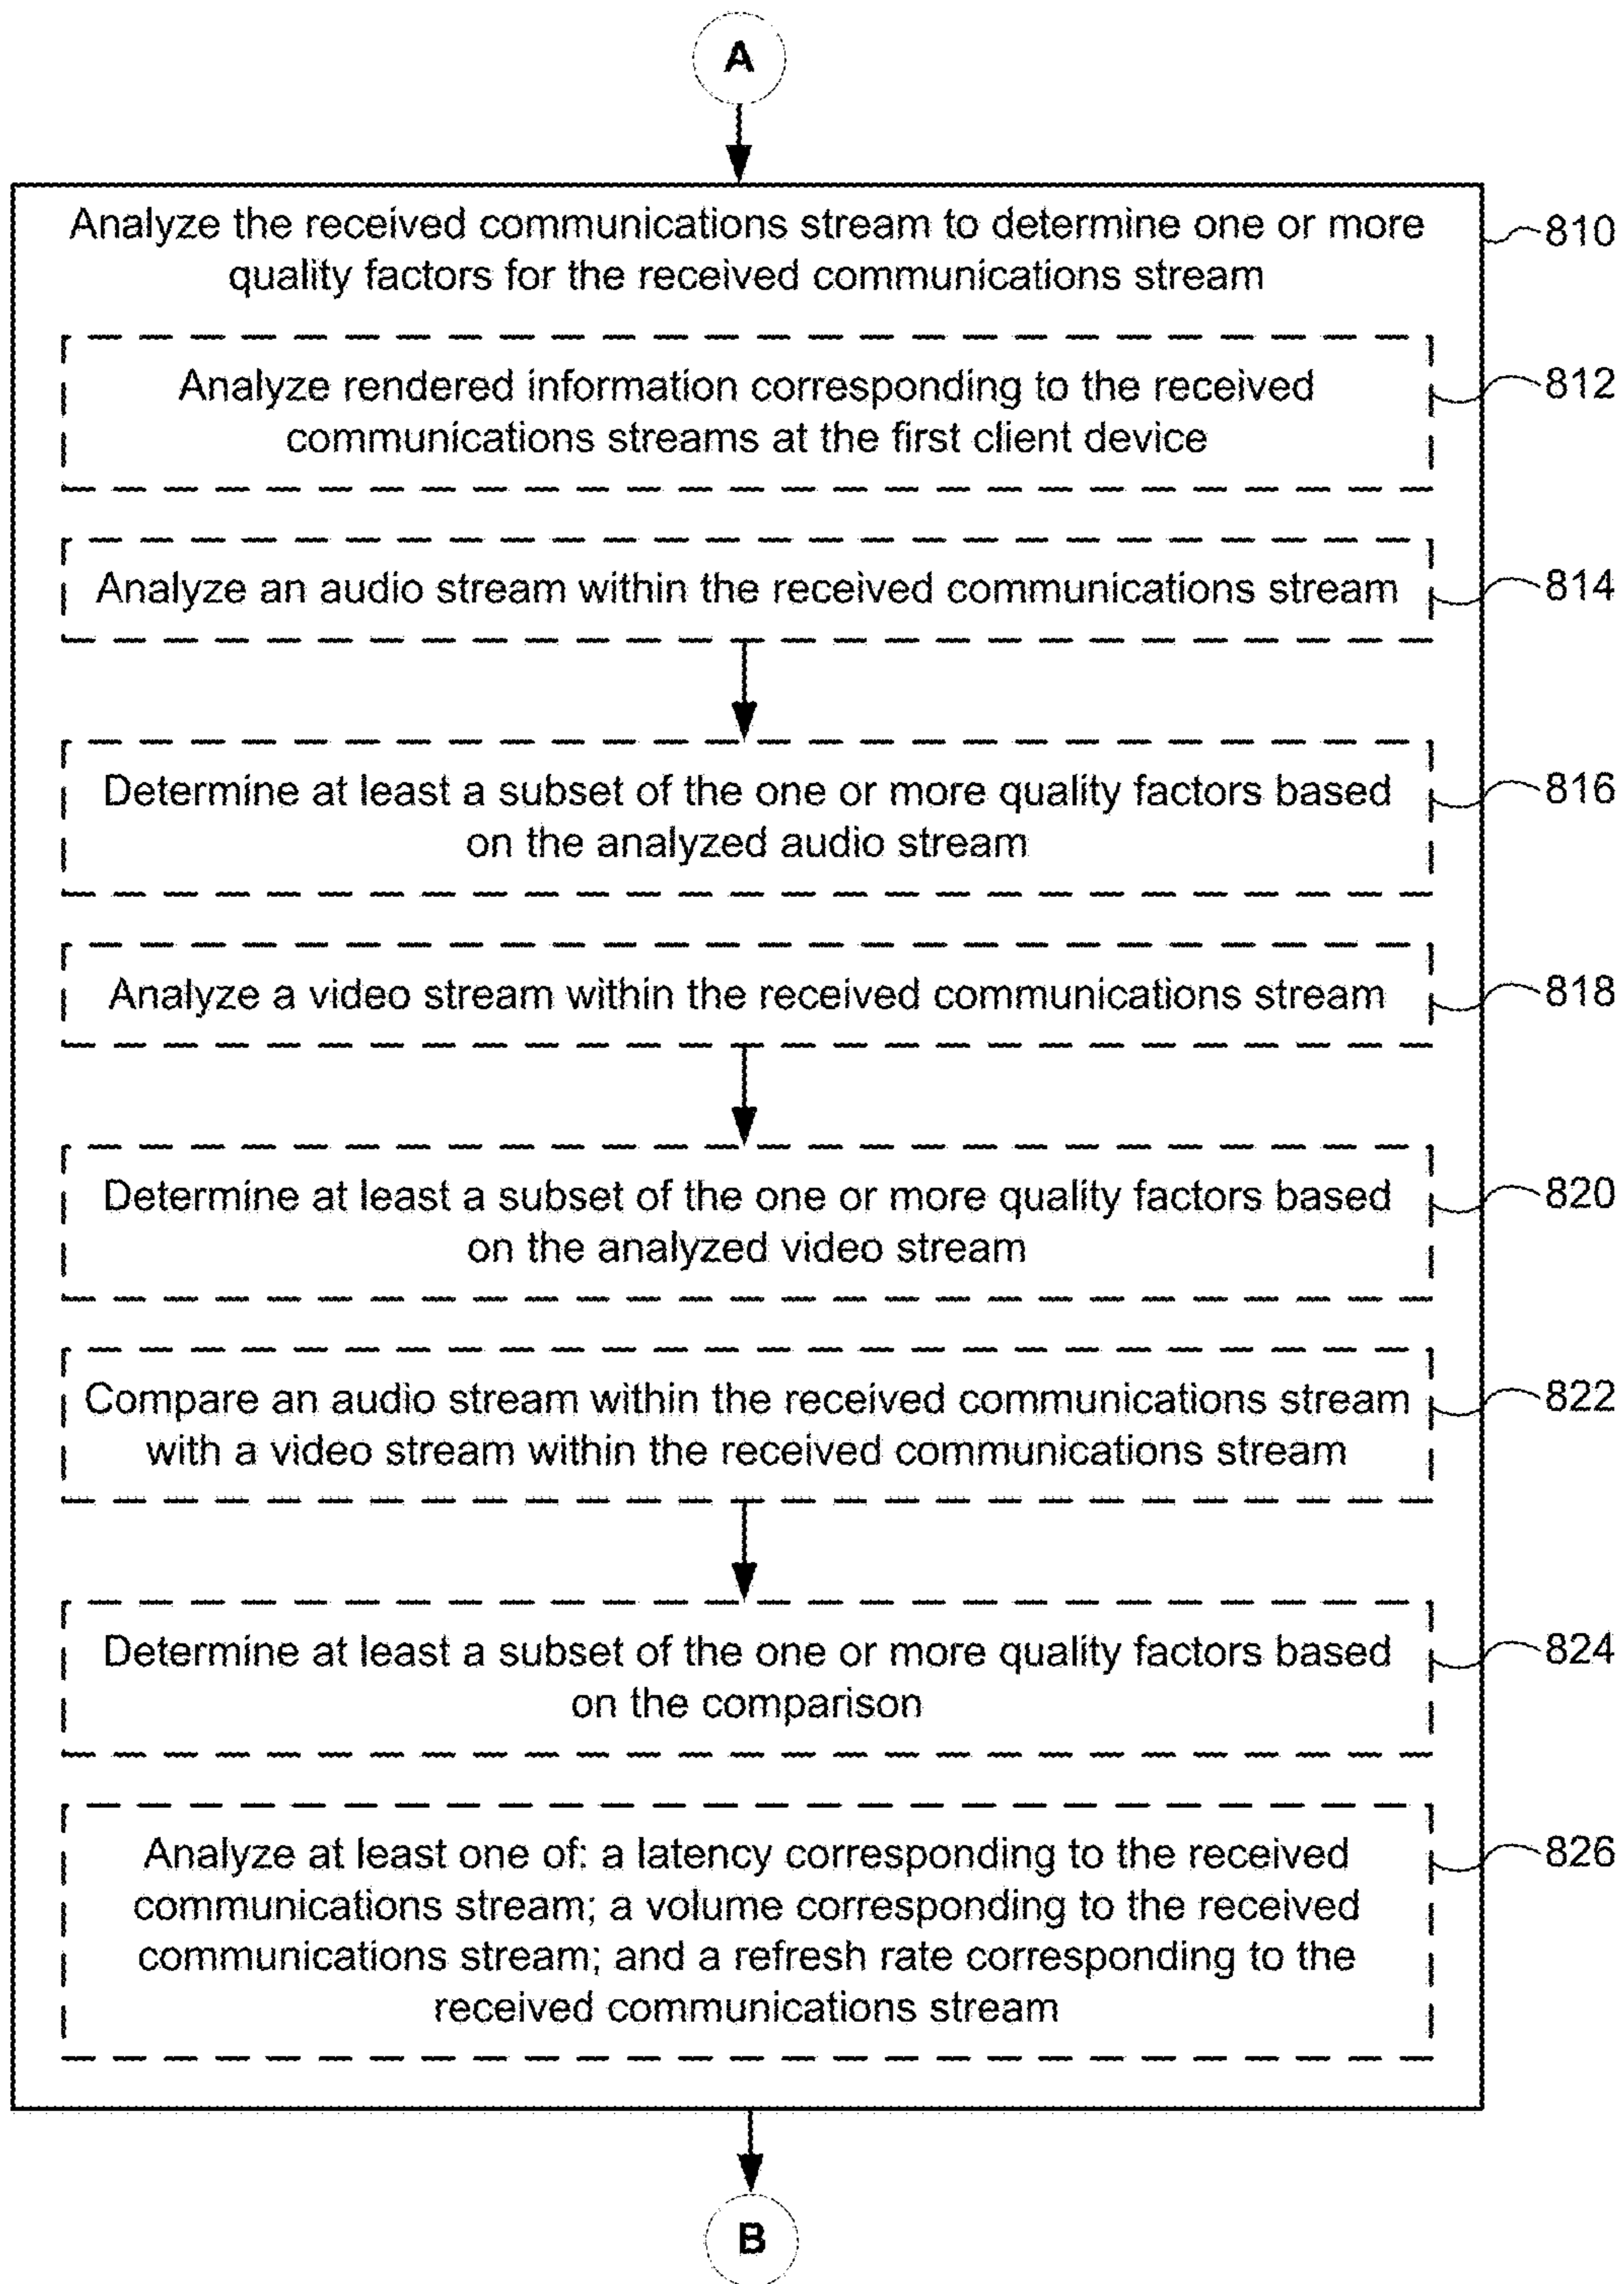 A
Analyze the received communications stream to determine one or more
quality factors for the received communications stream
810
Analyze rendered information corresponding to the received
communications streams at the first client device
812
Analyze an audio stream within the received communications stream
814
Determine at least a subset of the one or more quality factors based
on the analyzed audio stream
816
Analyze a video stream within the received communications stream
818
Determine at least a subset of the one or more quality factors based
on the analyzed video stream
820
Compare an audio stream within the received communications stream
with a video stream within the received communications stream
822
Determine at least a subset of the one or more quality factors based
on the comparison
824
Analyze at least one of: a latency corresponding to the received
communications stream; a volume corresponding to the received
communications stream; and a refresh rate corresponding to the
received communications stream
826
B